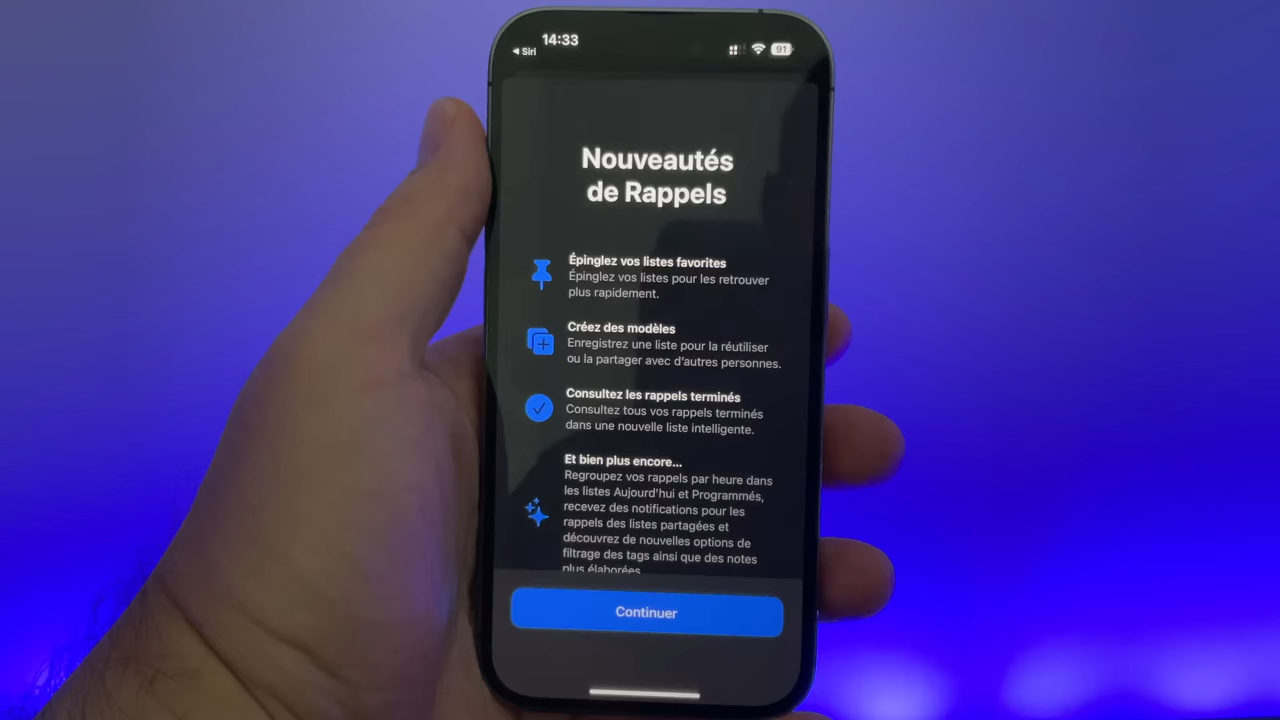 14:33
91
◀ Siri
Nouveautés
de Rappels
Épinglez vos listes favorites
Épinglez vos listes pour les retrouver
plus rapidement.
Créez des modèles
Enregistrez une liste pour la réutiliser
ou la partager avec d'autres personnes.
Consultez les rappels terminés
Consultez tous vos rappels terminés
dans une nouvelle liste intelligente.
Et bien plus encore...
Regroupez vos rappels par heure dans
les listes Aujourd'hui et Programmés,
recevez des notifications pour les
rappels des listes partagées et
découvrez de nouvelles options de
filtrage des tags ainsi que des notes
plus élaborées
Continuer